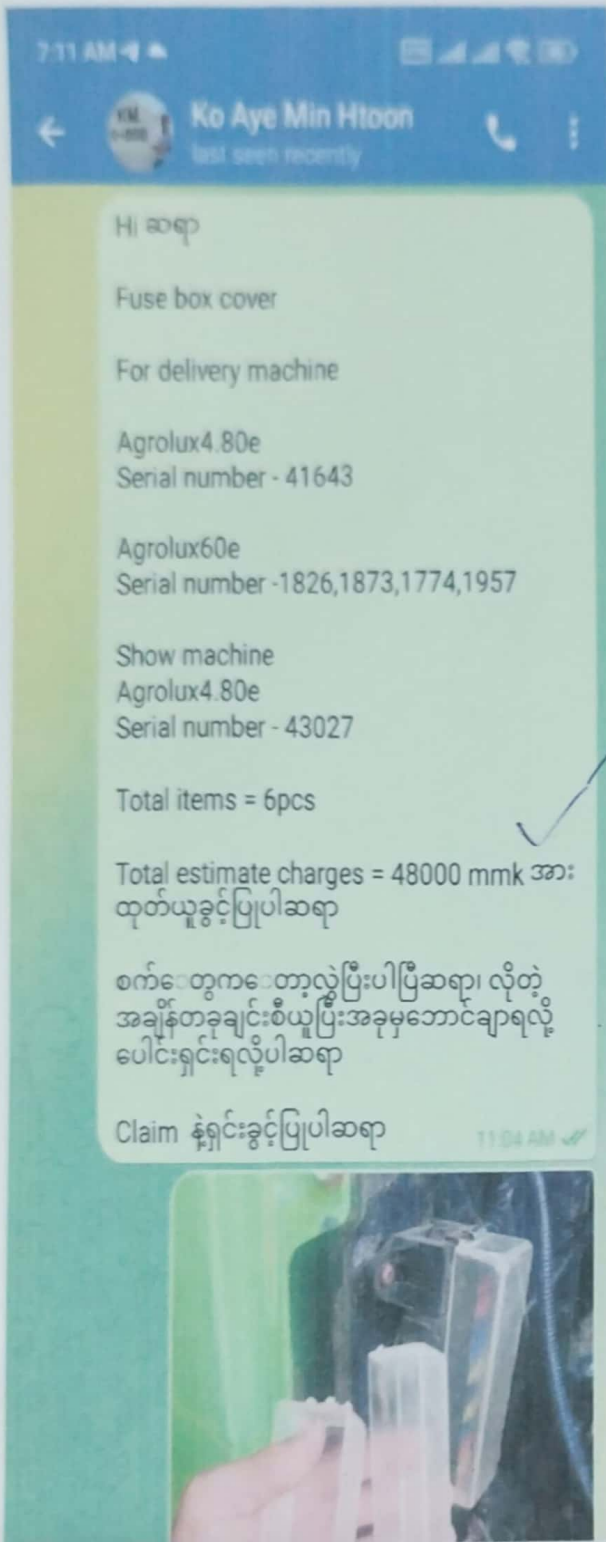 7:11 AM
Ko Aye Min Htoon
last seen recently
Hi ဆရာ
Fuse box cover
For delivery machine
Agrolux4.80e
Serial number - 41643
Agrolux60e
Serial number -1826,1873,1774,1957
Show machine
Agrolux4.80e
Serial number - 43027
Total items = 6pcs
Total estimate charges = 48000 mmk အား
ထုတ်ယူခွင့်ပြုပါဆရာ
စက်တွေကတော့လွှဲပြီးပါပြီဆရာ၊ လိုတဲ့
အချိန်တခုချင်းစီယူပြီးအခုမှဘောင်ချာရလို့
ပေါင်းရှင်းရလို့ပါဆရာ
Claim နဲ့ရှင်းခွင့်ပြုပါဆရာ
11:04 AM